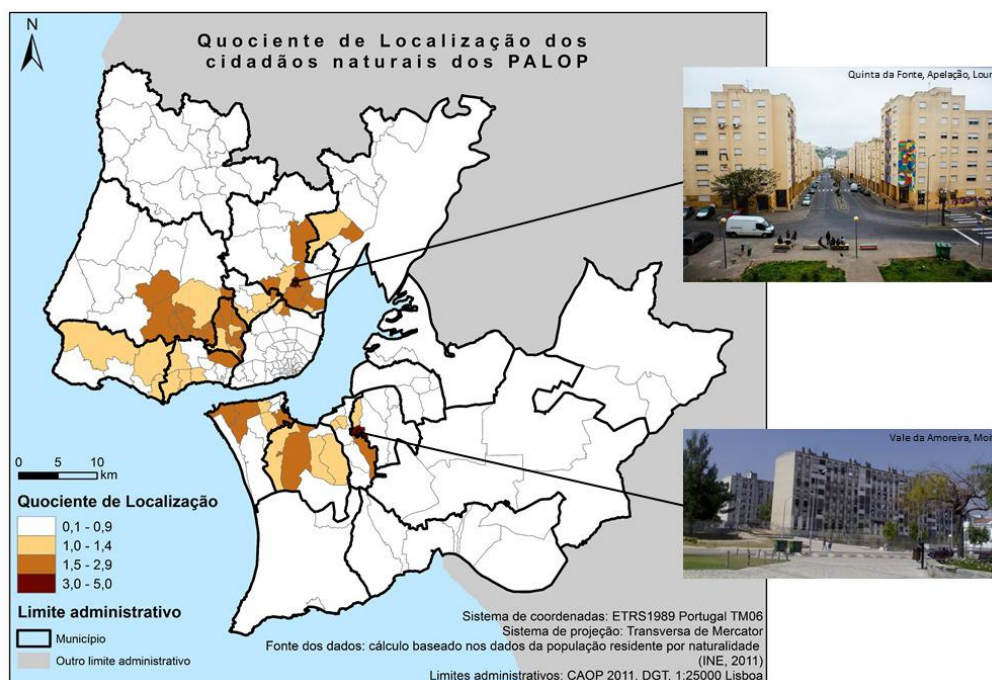 N
Quociente de Localização dos
cidadãos naturais dos PALOP
Quinta da Fonte, Apelação, Lour
Vale da Amoreira, Moit
0 5 10
km
Quociente de Localização
0,1 - 0,9
1,0 - 1,4
1,5 - 2,9
3,0 - 5,0
Limite administrativo
Município
Outro limite administrativo
Sistema de coordenadas: ETRS1989 Portugal TM06
Sistema de projeção: Transversa de Mercator
Fonte dos dados: cálculo baseado nos dados da população residente por naturalidade
(INE, 2011)
Limites administrativos: CAOP 2011, DGT, 1:25000 Lisboa